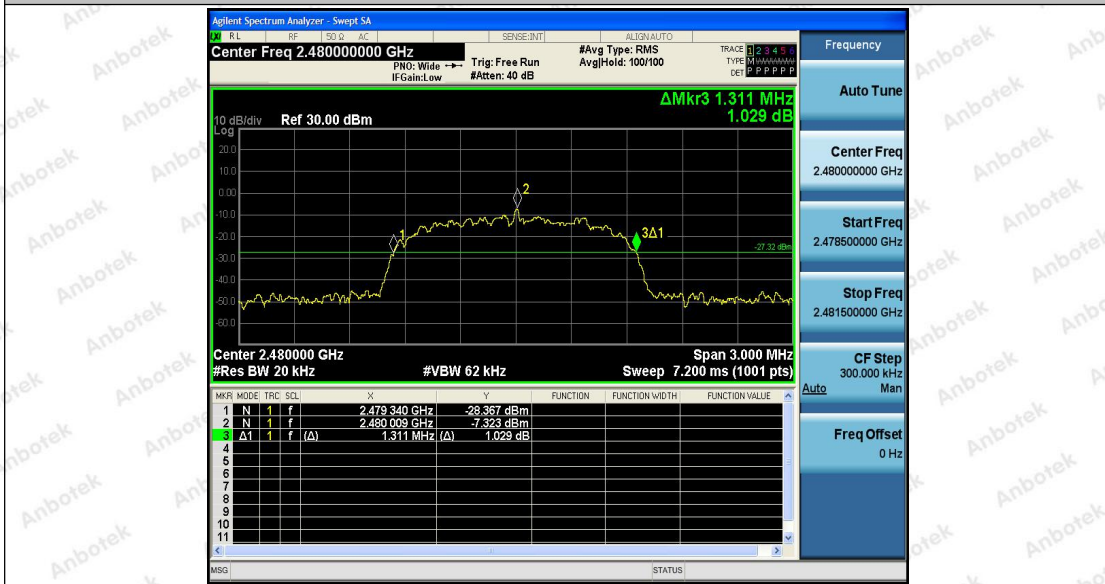 Agilent Spectrum Analyzer - Swept SA
RL RF 50 Ω AC SENSE:INT ALIGNAUTO
Center Freq 2.480000000 GHz
PNO: Wide
IFGain:Low
Trig: Free Run
#Atten: 40 dB
#Avg Type: RMS
Avg|Hold: 100/100
TRACE 1 2 3 4 5 6
TYPE M
DET P P P P P P
ΔMkr3 1.311 MHz
1.029 dB
10 dB/div Ref 30.00 dBm
Log
20.0
10.0
0.00
-10.0
-20.0
-30.0
-40.0
-50.0
-60.0
1
2
3Δ1
-27.32 dBm
Center 2.480000 GHz Span 3.000 MHz
#Res BW 20 kHz #VBW 62 kHz Sweep 7.200 ms (1001 pts)
MKR MODE TRC SCL X Y FUNCTION FUNCTION WIDTH FUNCTION VALUE
1 N 1 f 2.479 340 GHz -28.367 dBm
2 N 1 f 2.480 009 GHz -7.323 dBm
3 Δ1 1 f (Δ) 1.311 MHz (Δ) 1.029 dB
4
5
6
7
8
9
10
11
MSG STATUS
Frequency
Auto Tune
Center Freq
2.480000000 GHz
Start Freq
2.478500000 GHz
Stop Freq
2.481500000 GHz
CF Step
300.000 kHz
Auto Man
Freq Offset
0 Hz
Anbotek